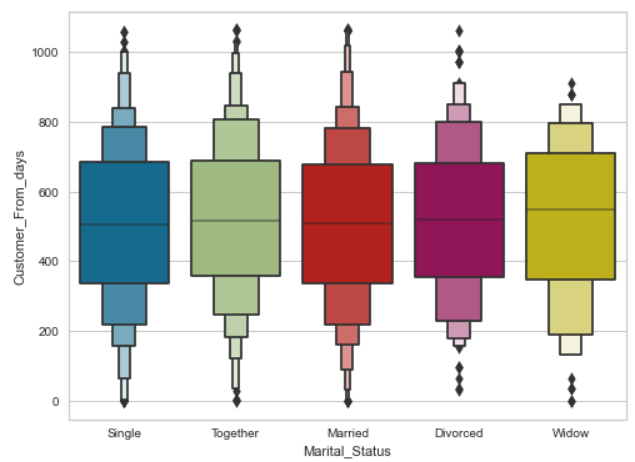 1000
800
600
400
200
0
Customer_From_days
Single Together Married Divorced Widow
Marital_Status